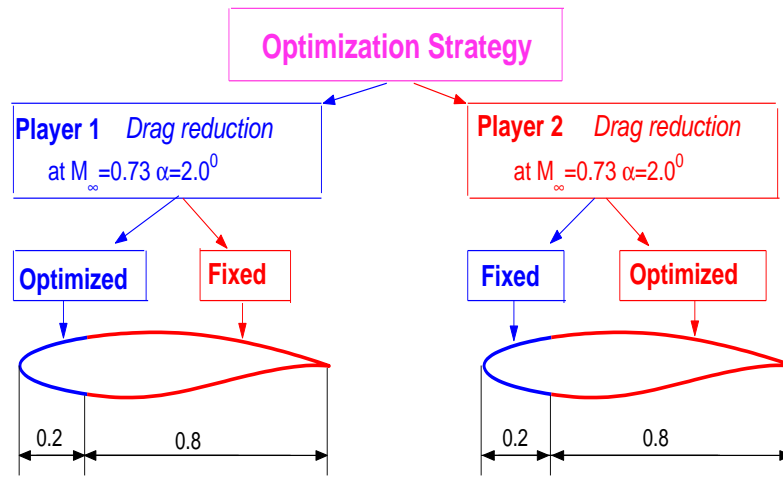 Optimization Strategy
Player 1 Drag reduction
at M∞=0.73 α=2.0⁰
Player 2 Drag reduction
at M∞=0.73 α=2.0⁰
Optimized
Fixed
Fixed
Optimized
0.2
0.8
0.2
0.8